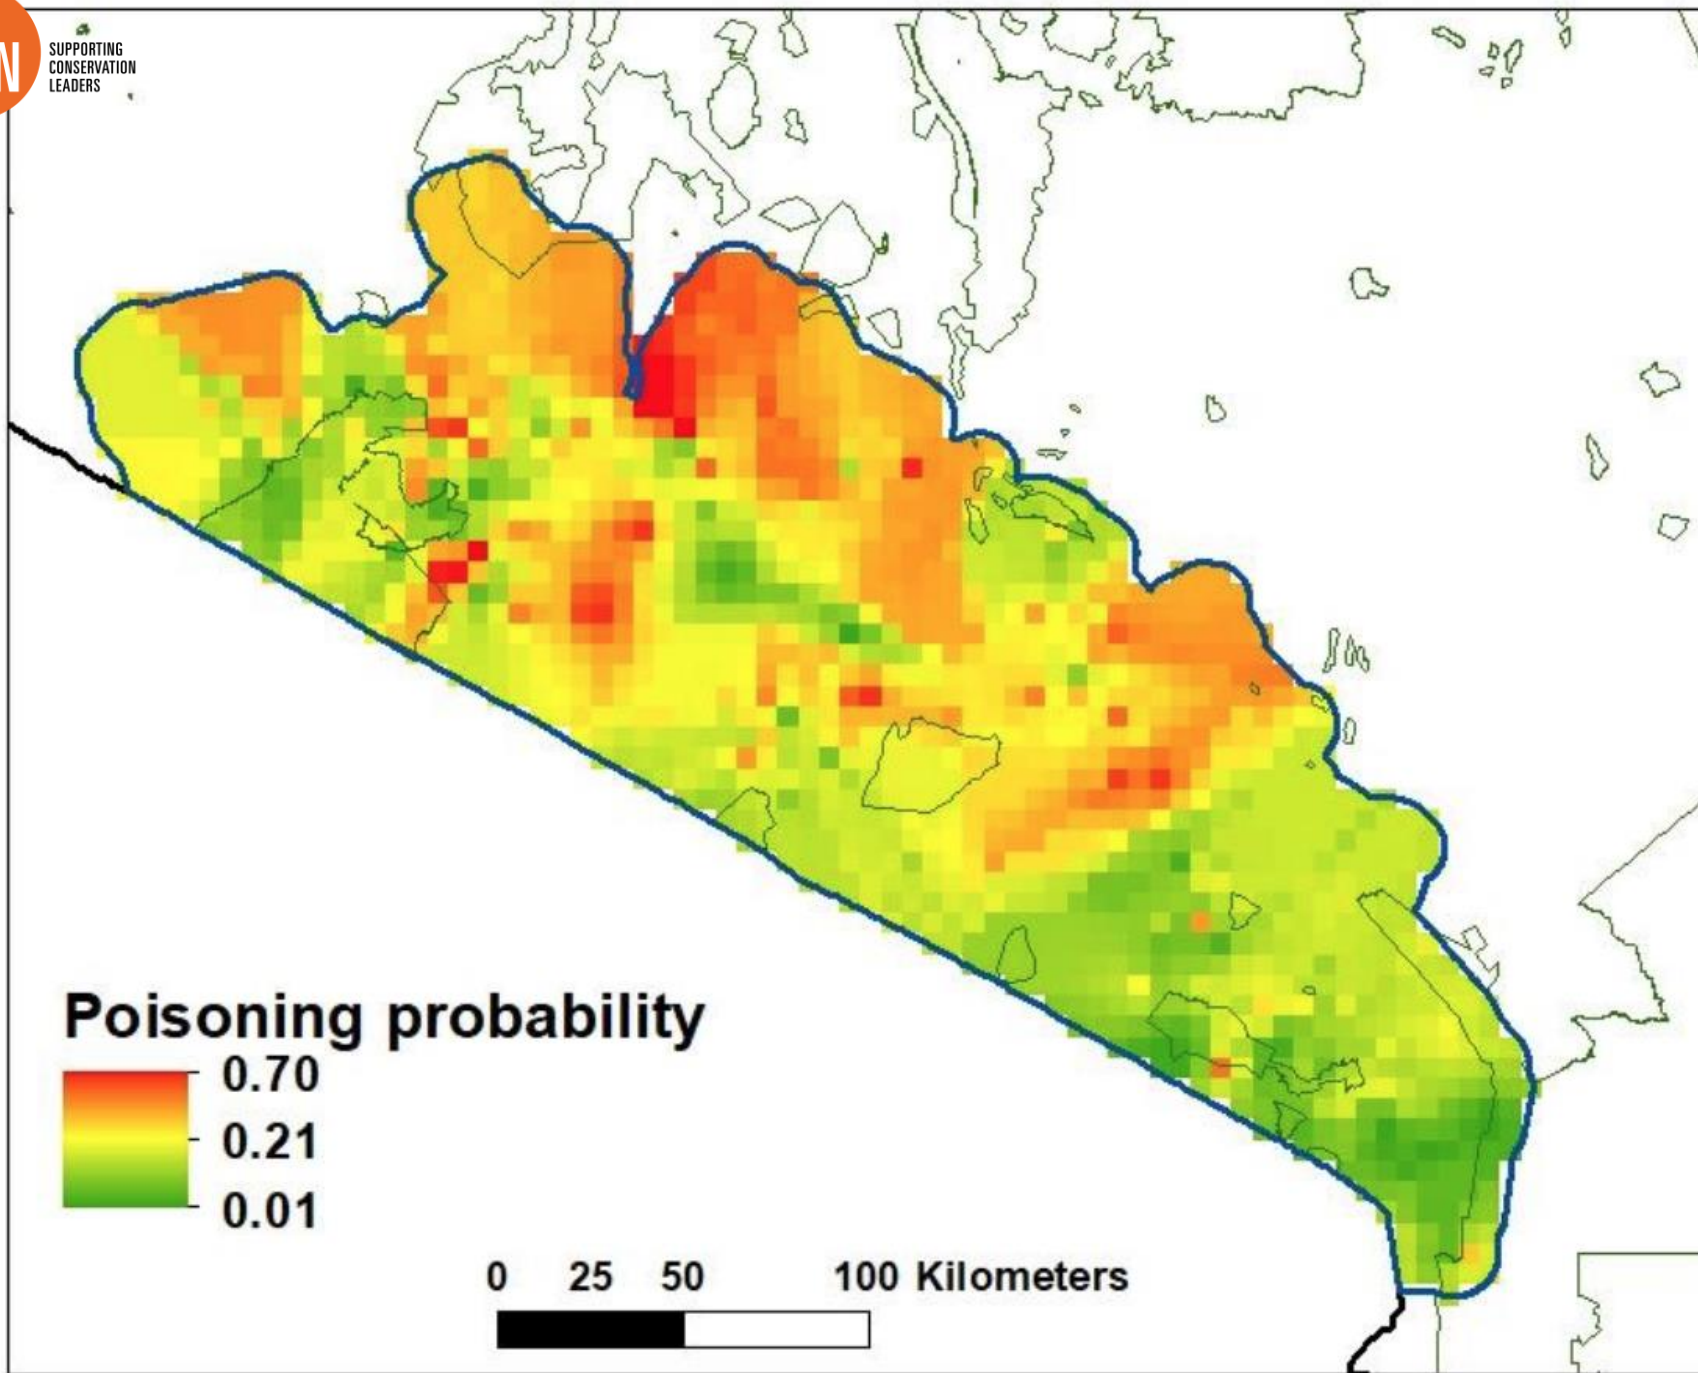 N
SUPPORTING
CONSERVATION
LEADERS
Poisoning probability
0.70
0.21
0.01
0 25 50 100 Kilometers